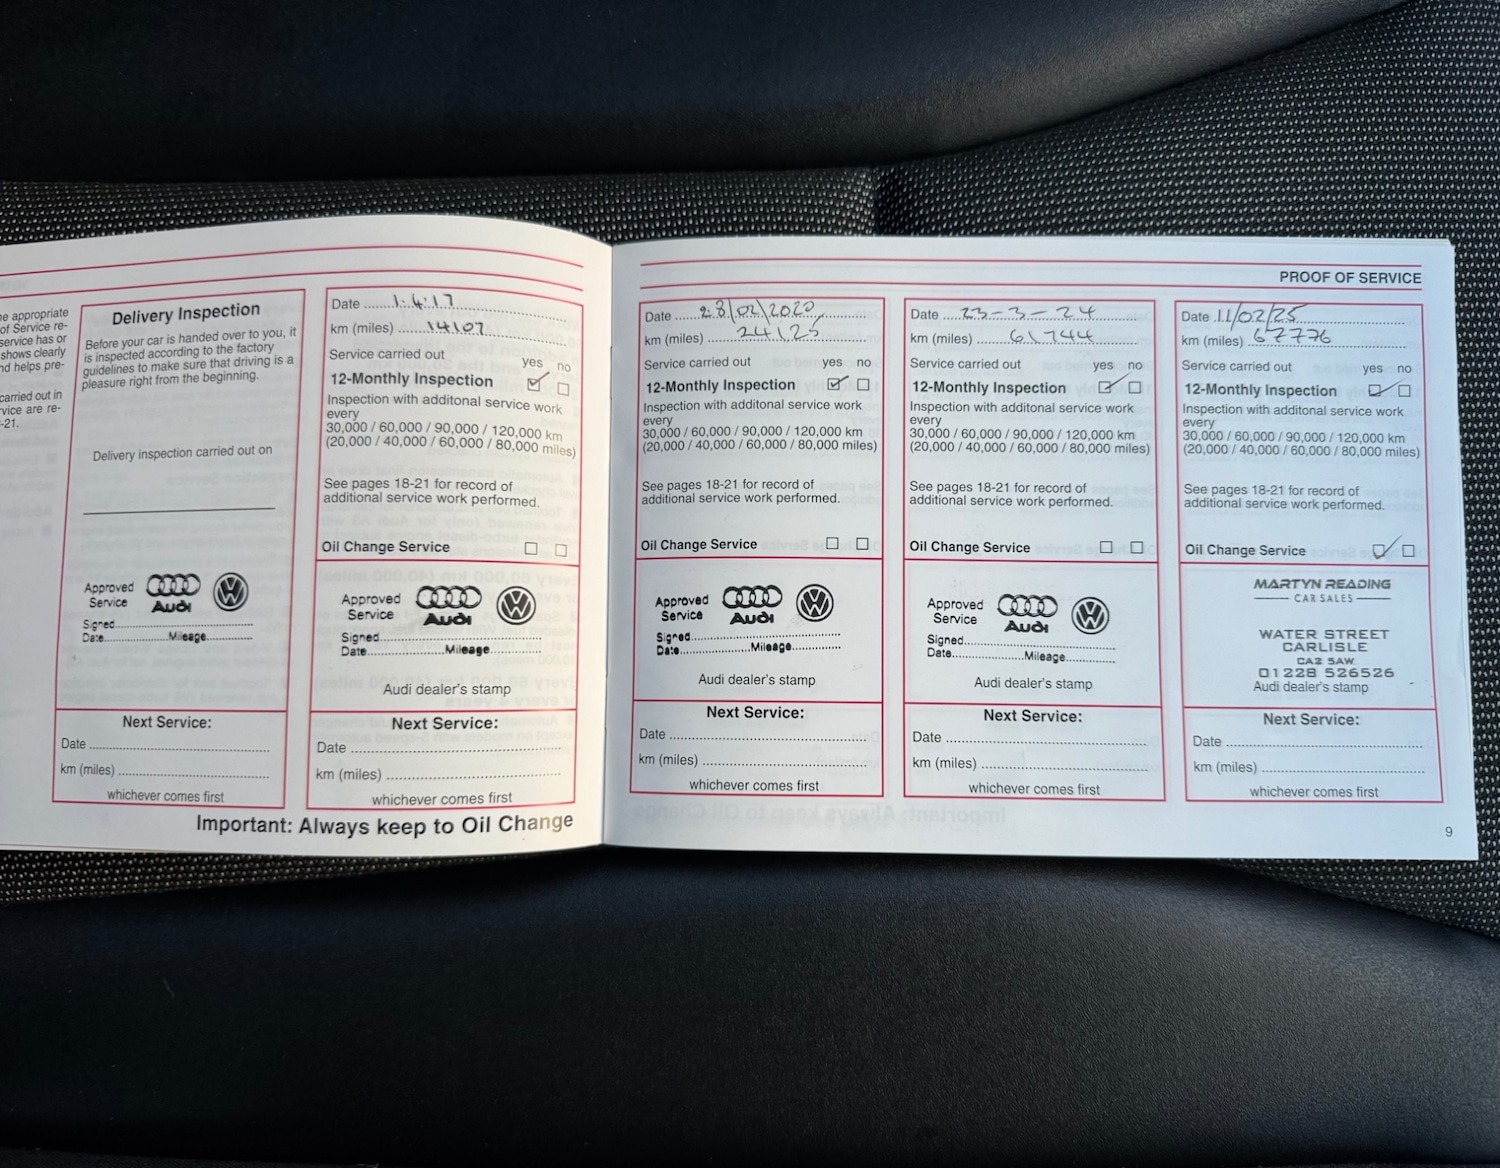 PROOF OF SERVICE
he appropriate
of Service re-
service has or
shows clearly
nd helps pre-
carried out in
vice are re-
-21.
Delivery Inspection
Before your car is handed over to you, it
is inspected according to the factory
guidelines to make sure that driving is a
pleasure right from the beginning.
Delivery inspection carried out on
Approved
Service
Audi
VW
Signed
Date Mileage
Next Service:
Date
km (miles)
whichever comes first
Date 1.4.17
km (miles) 14107
Service carried out yes no
12-Monthly Inspection
Inspection with additonal service work
every
30,000 / 60,000 / 90,000 / 120,000 km
(20,000 / 40,000 / 60,000 / 80,000 miles)
See pages 18-21 for record of
additional service work performed.
Oil Change Service
Approved
Service
Audi
VW
Signed
Date Mileage
Audi dealer's stamp
Next Service:
Date
km (miles)
whichever comes first
Important: Always keep to Oil Change
Date 28/02/2020
km (miles) 24125
Service carried out yes no
12-Monthly Inspection
Inspection with additonal service work
every
30,000 / 60,000 / 90,000 / 120,000 km
(20,000 / 40,000 / 60,000 / 80,000 miles)
See pages 18-21 for record of
additional service work performed.
Oil Change Service
Approved
Service
Audi
VW
Signed
Date Mileage
Audi dealer's stamp
Next Service:
Date
km (miles)
whichever comes first
Date 23-3-24
km (miles) 61744
Service carried out yes no
12-Monthly Inspection
Inspection with additonal service work
every
30,000 / 60,000 / 90,000 / 120,000 km
(20,000 / 40,000 / 60,000 / 80,000 miles)
See pages 18-21 for record of
additional service work performed.
Oil Change Service
Approved
Service
Audi
VW
Signed
Date Mileage
Audi dealer's stamp
Next Service:
Date
km (miles)
whichever comes first
Date 11/02/25
km (miles) 67776
Service carried out yes no
12-Monthly Inspection
Inspection with additonal service work
every
30,000 / 60,000 / 90,000 / 120,000 km
(20,000 / 40,000 / 60,000 / 80,000 miles)
See pages 18-21 for record of
additional service work performed.
Oil Change Service
MARTYN READING
CAR SALES
WATER STREET
CARLISLE
CA2 5AW
01228 526526
Audi dealer's stamp
Next Service:
Date
km (miles)
whichever comes first
9